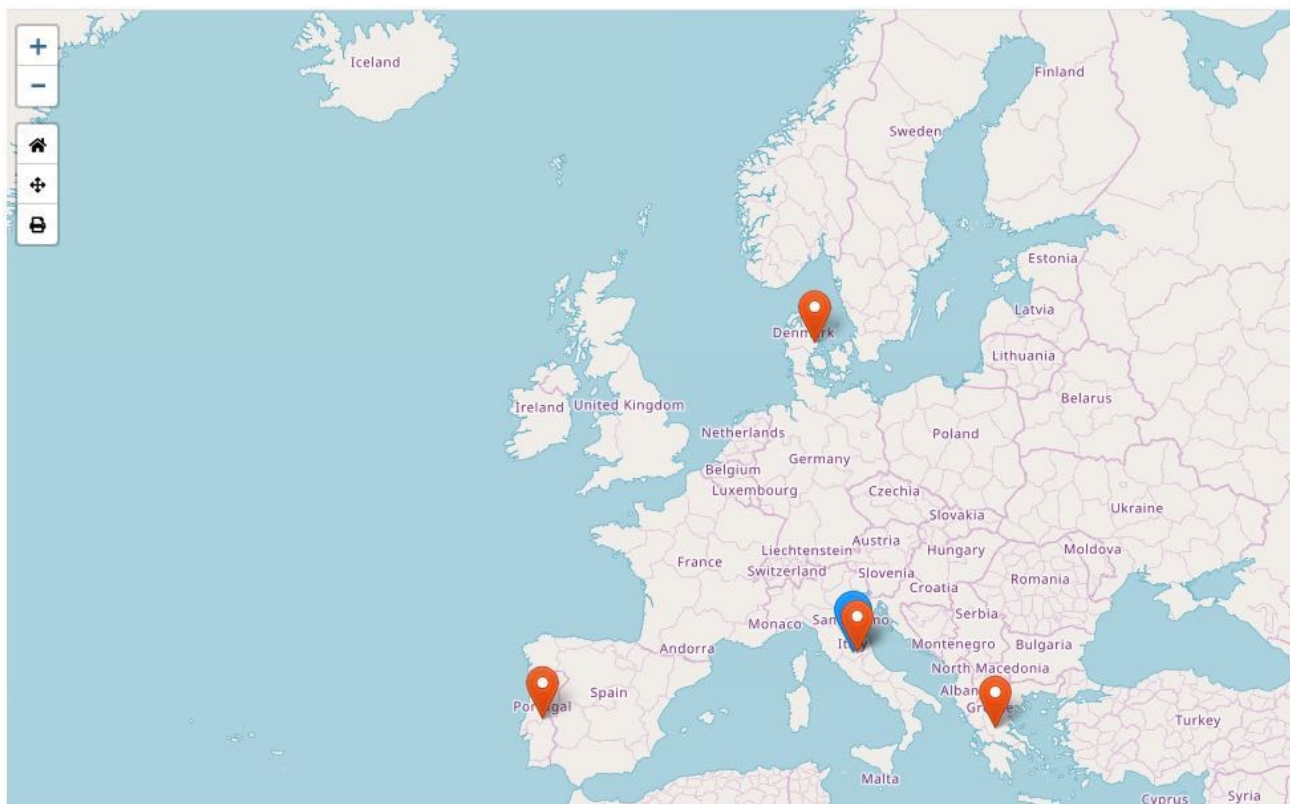 +
−
Iceland
Finland
Sweden
Estonia
Latvia
Denmark
Lithuania
Belarus
Ireland
United Kingdom
Netherlands
Poland
Germany
Belgium
Luxembourg
Czechia
Ukraine
Slovakia
Austria
Liechtenstein
Hungary
Moldova
France
Switzerland
Slovenia
Romania
Croatia
Serbia
Monaco
Montenegro
Bulgaria
Andorra
North Macedonia
Spain
Turkey
Malta
Cyprus
Syria